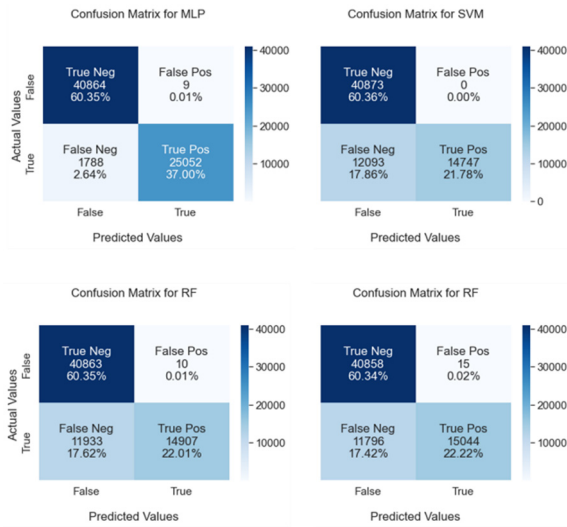 Confusion Matrix for MLP
Actual Values
False
True
True Neg
40864
60.35%
False Pos
9
0.01%
False Neg
1788
2.64%
True Pos
25052
37.00%
False
True
Predicted Values
40000
30000
20000
10000
Confusion Matrix for SVM
True Neg
40873
60.36%
False Pos
0
0.00%
False Neg
12093
17.86%
True Pos
14747
21.78%
False
True
Predicted Values
40000
30000
20000
10000
0
Confusion Matrix for RF
Actual Values
False
True
True Neg
40863
60.35%
False Pos
10
0.01%
False Neg
11933
17.62%
True Pos
14907
22.01%
False
True
Predicted Values
40000
30000
20000
10000
Confusion Matrix for RF
True Neg
40858
60.34%
False Pos
15
0.02%
False Neg
11796
17.42%
True Pos
15044
22.22%
False
True
Predicted Values
40000
30000
20000
10000